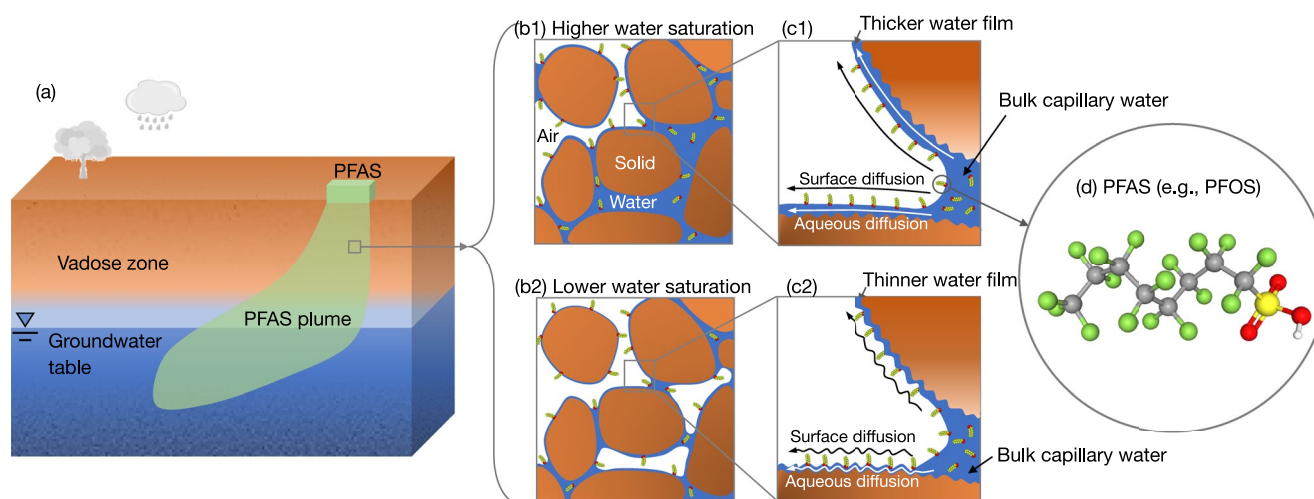 (a)
PFAS
Vadose zone
PFAS plume
Groundwater
table
(b1) Higher water saturation
Air
Solid
Water
(c1)
Thicker water film
Bulk capillary water
Surface diffusion
Aqueous diffusion
(b2) Lower water saturation
(c2)
Thinner water film
Surface diffusion
Aqueous diffusion
Bulk capillary water
(d) PFAS (e.g., PFOS)